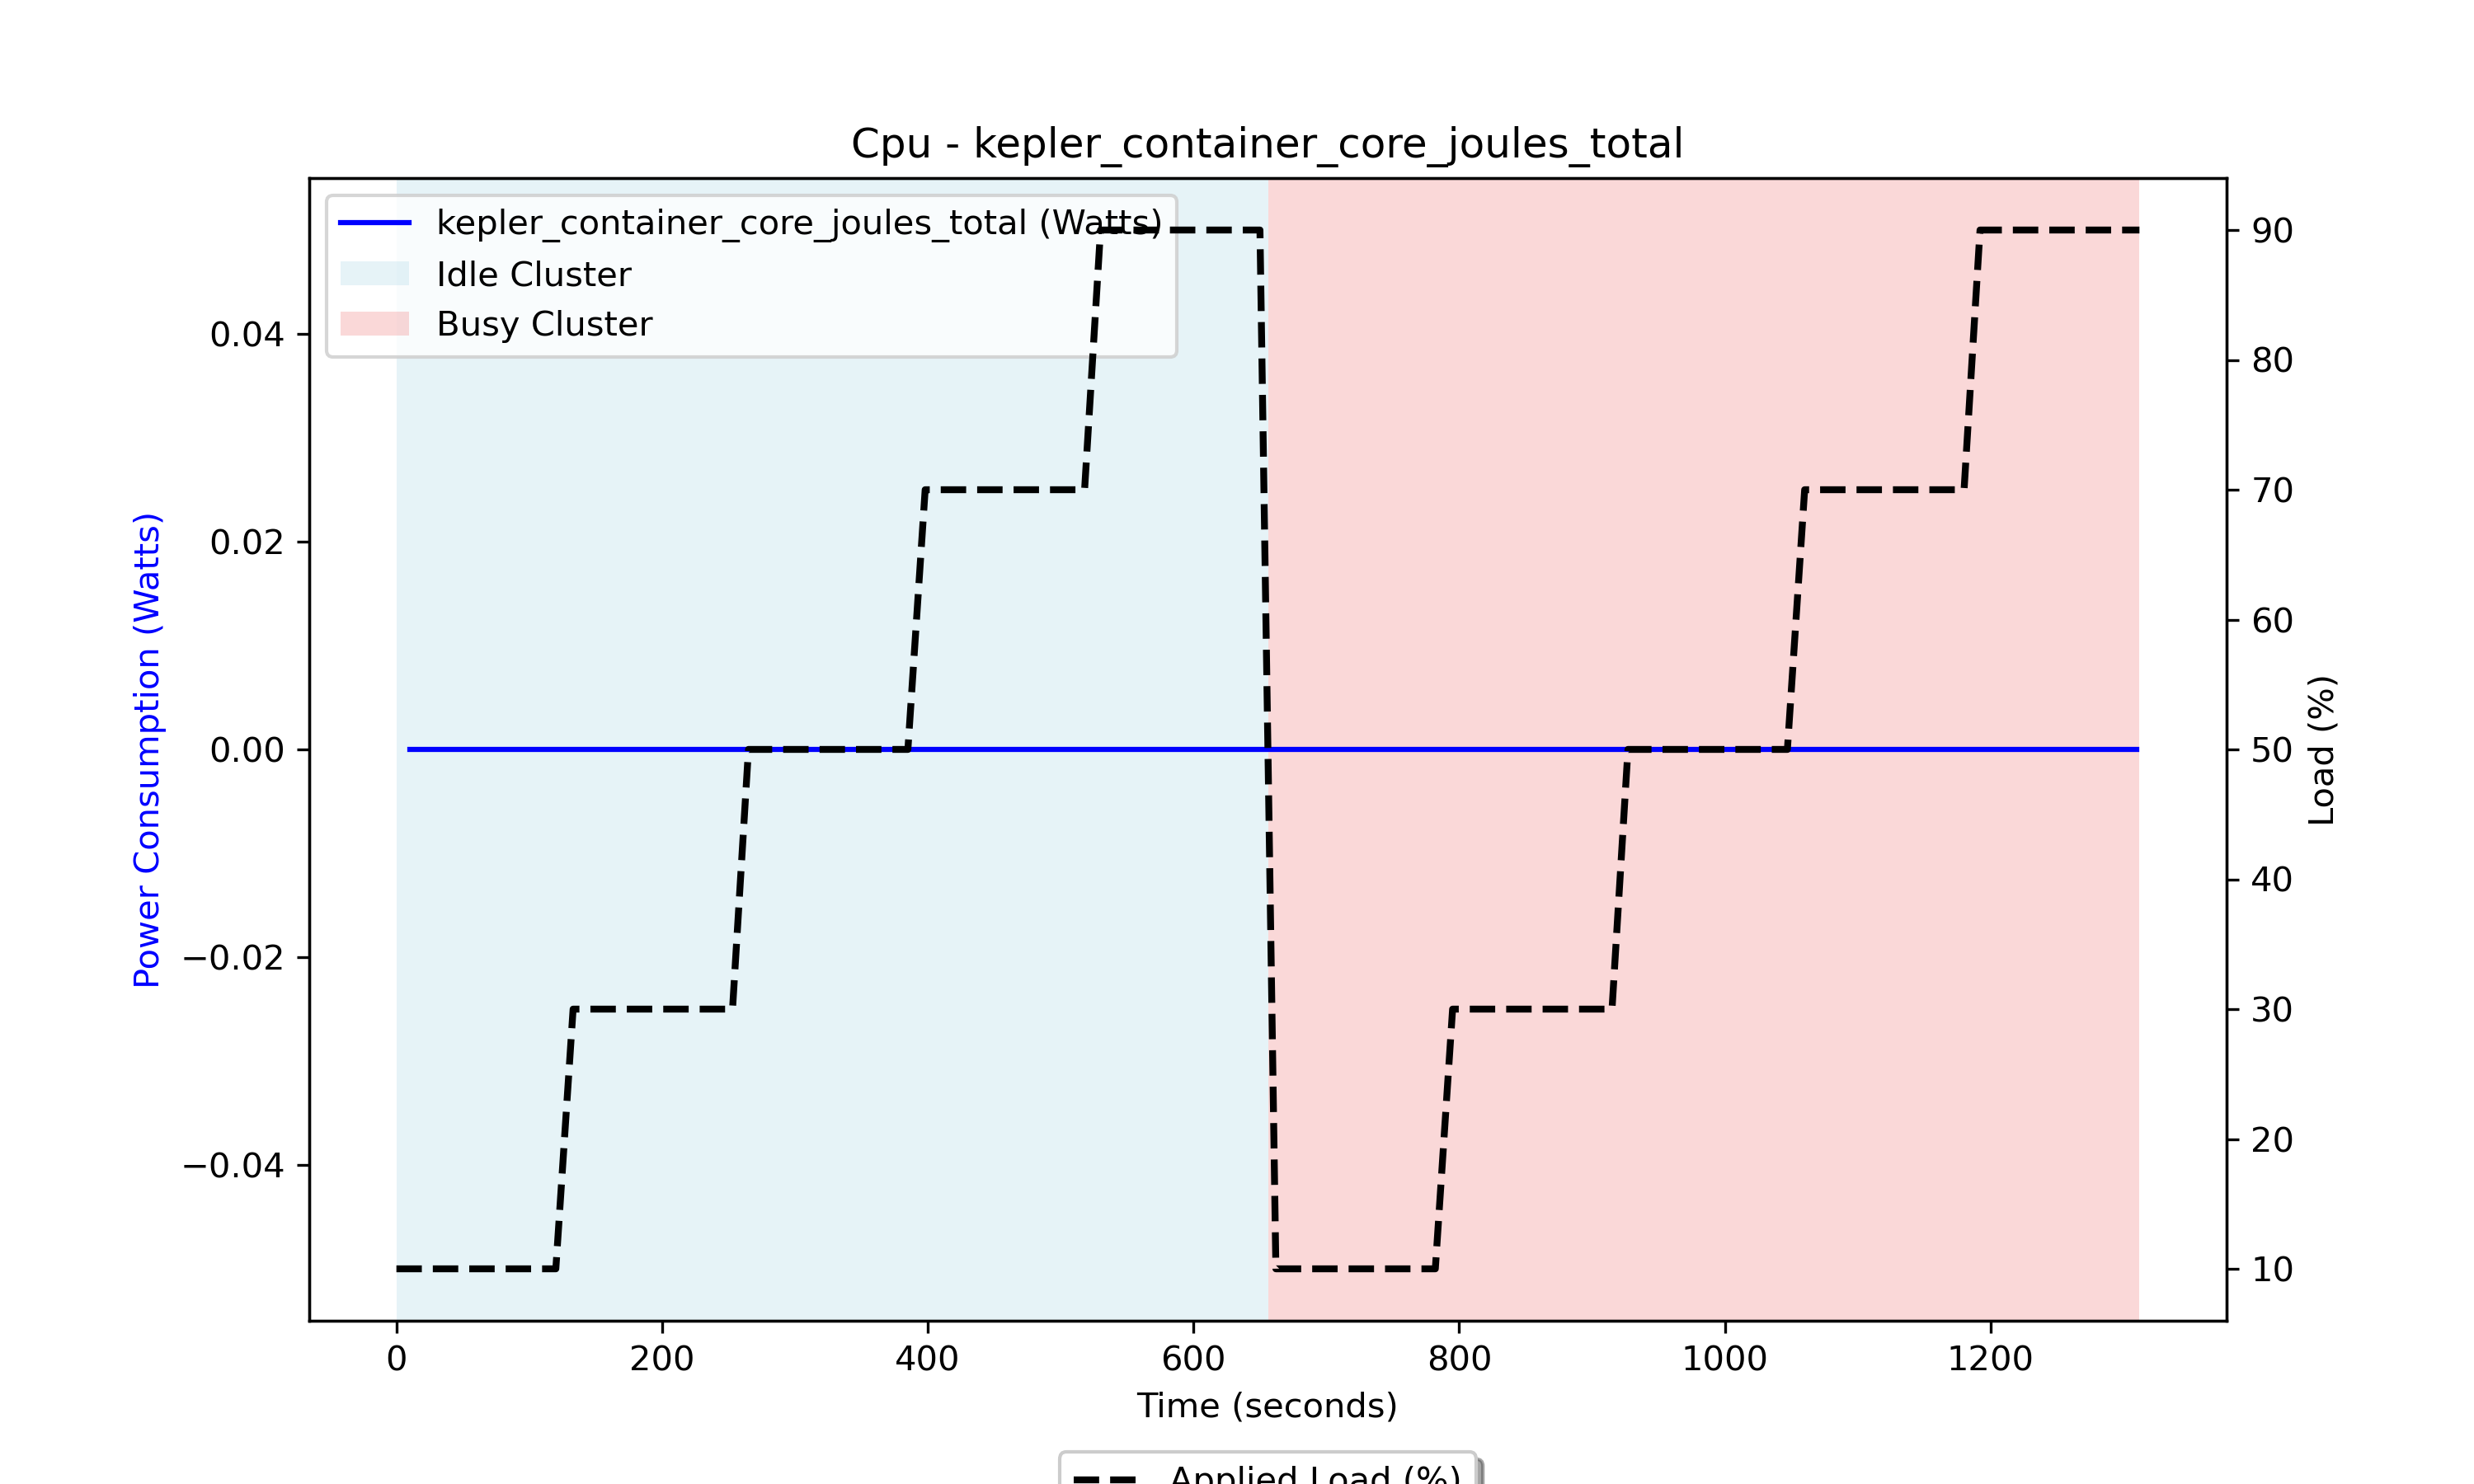 Cpu - kepler_container_core_joules_total
kepler_container_core_joules_total (Watts)
Idle Cluster
Busy Cluster
0.04
0.02
0.00
−0.02
−0.04
Power Consumption (Watts)
90
80
70
60
50
40
30
20
10
Load (%)
0 200 400 600 800 1000 1200
Time (seconds)
Applied Load (%)